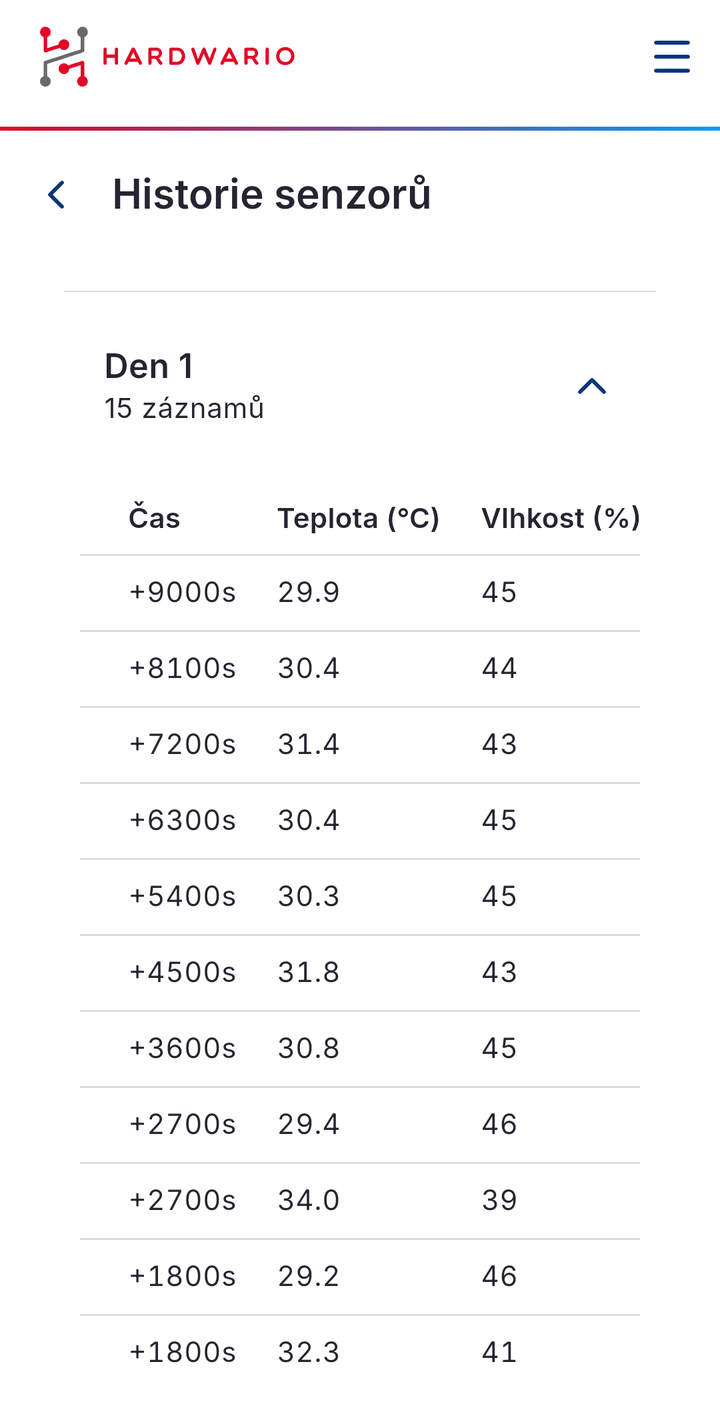 HARDWARIO
Historie senzorů
Den 1
15 záznamů
Čas Teplota (°C) Vlhkost (%)
+9000s 29.9 45
+8100s 30.4 44
+7200s 31.4 43
+6300s 30.4 45
+5400s 30.3 45
+4500s 31.8 43
+3600s 30.8 45
+2700s 29.4 46
+2700s 34.0 39
+1800s 29.2 46
+1800s 32.3 41